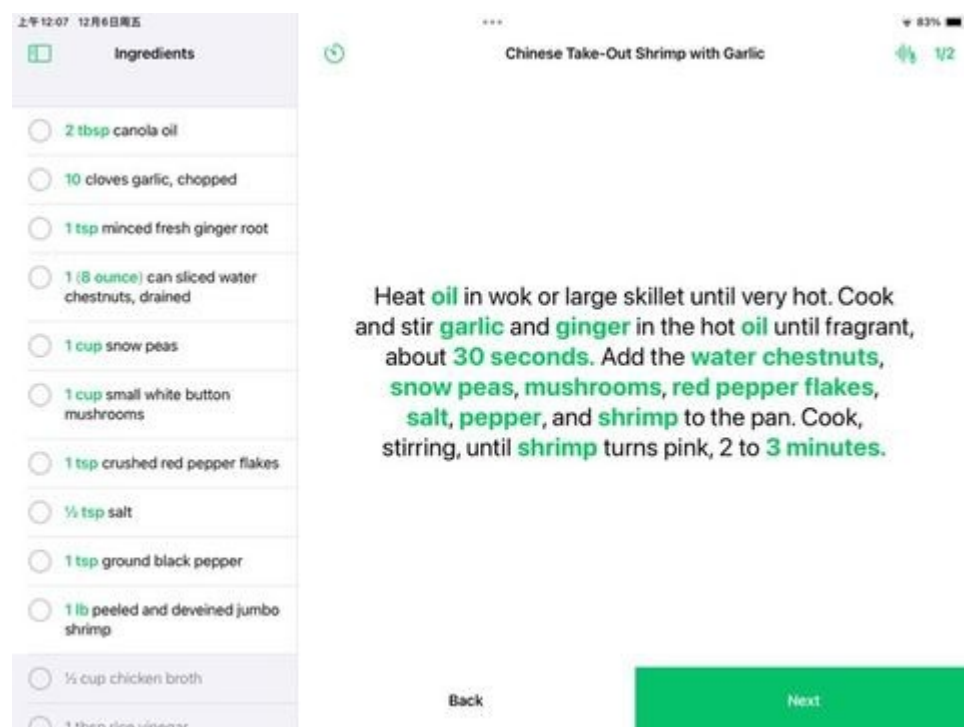 上午12:07 12月6日周五
83%
Ingredients
Chinese Take-Out Shrimp with Garlic
1/2
2 tbsp canola oil
10 cloves garlic, chopped
1 tsp minced fresh ginger root
1 (8 ounce) can sliced water
chestnuts, drained
1 cup snow peas
1 cup small white button
mushrooms
1 tsp crushed red pepper flakes
½ tsp salt
1 tsp ground black pepper
1 lb peeled and deveined jumbo
shrimp
½ cup chicken broth
1 tbsp rice vinegar
Heat oil in wok or large skillet until very hot. Cook
and stir garlic and ginger in the hot oil until fragrant,
about 30 seconds. Add the water chestnuts,
snow peas, mushrooms, red pepper flakes,
salt, pepper, and shrimp to the pan. Cook,
stirring, until shrimp turns pink, 2 to 3 minutes.
Back
Next